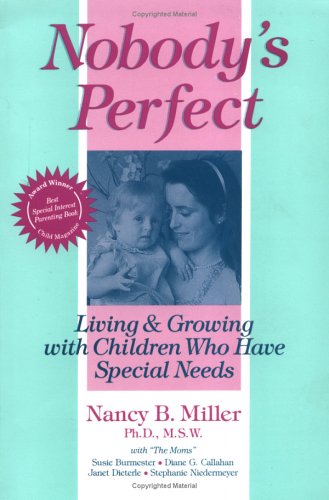 Copyrighted Material
Nobody's
Perfect
Award Winner
Best
Special Interest
Parenting Book
Child Magazine
Living & Growing
with Children Who Have
Special Needs
Nancy B. Miller
Ph.D., M.S.W.
with "The Moms"
Susie Burmester • Diane G. Callahan
Janet Dieterle • Stephanie Niedermeyer
Copyrighted Material